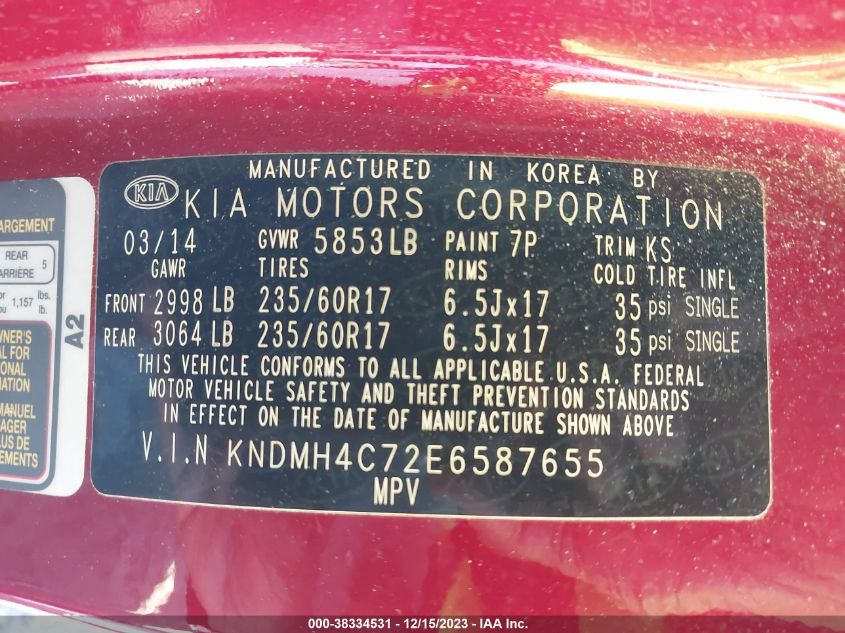 MANUFACTURED IN KOREA BY
KIA KIA MOTORS CORPORATION
03/14 GVWR 5853LB PAINT 7P TRIM KS
GAWR TIRES RIMS COLD TIRE INFL
FRONT 2998 LB 235/60R17 6.5Jx17 35 psi SINGLE
REAR 3064 LB 235/60R17 6.5Jx17 35 psi SINGLE
THIS VEHICLE CONFORMS TO ALL APPLICABLE U.S.A. FEDERAL
MOTOR VEHICLE SAFETY AND THEFT PREVENTION STANDARDS
IN EFFECT ON THE DATE OF MANUFACTURE SHOWN ABOVE
V.I.N KNDMH4C72E6587655
MPV
REAR
5
1,157 lbs.
lb.
A2
000-38334531 - 12/15/2023 - IAA Inc.